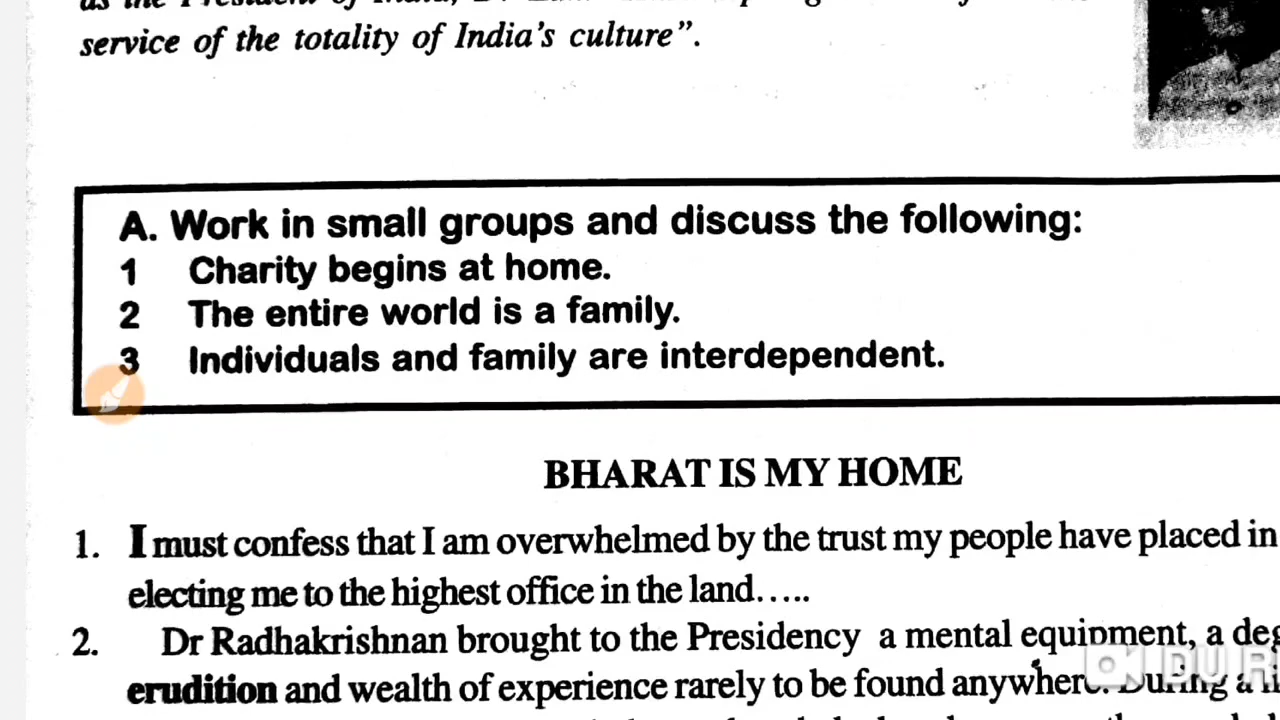 service of the totality of India's culture”.
A. Work in small groups and discuss the following:
1 Charity begins at home.
2 The entire world is a family.
3 Individuals and family are interdependent.
BHARAT IS MY HOME
1. I must confess that I am overwhelmed by the trust my people have placed in
electing me to the highest office in the land.....
2. Dr Radhakrishnan brought to the Presidency a mental equipment, a
erudition and wealth of experience rarely to be found anywhere. During a
DU R